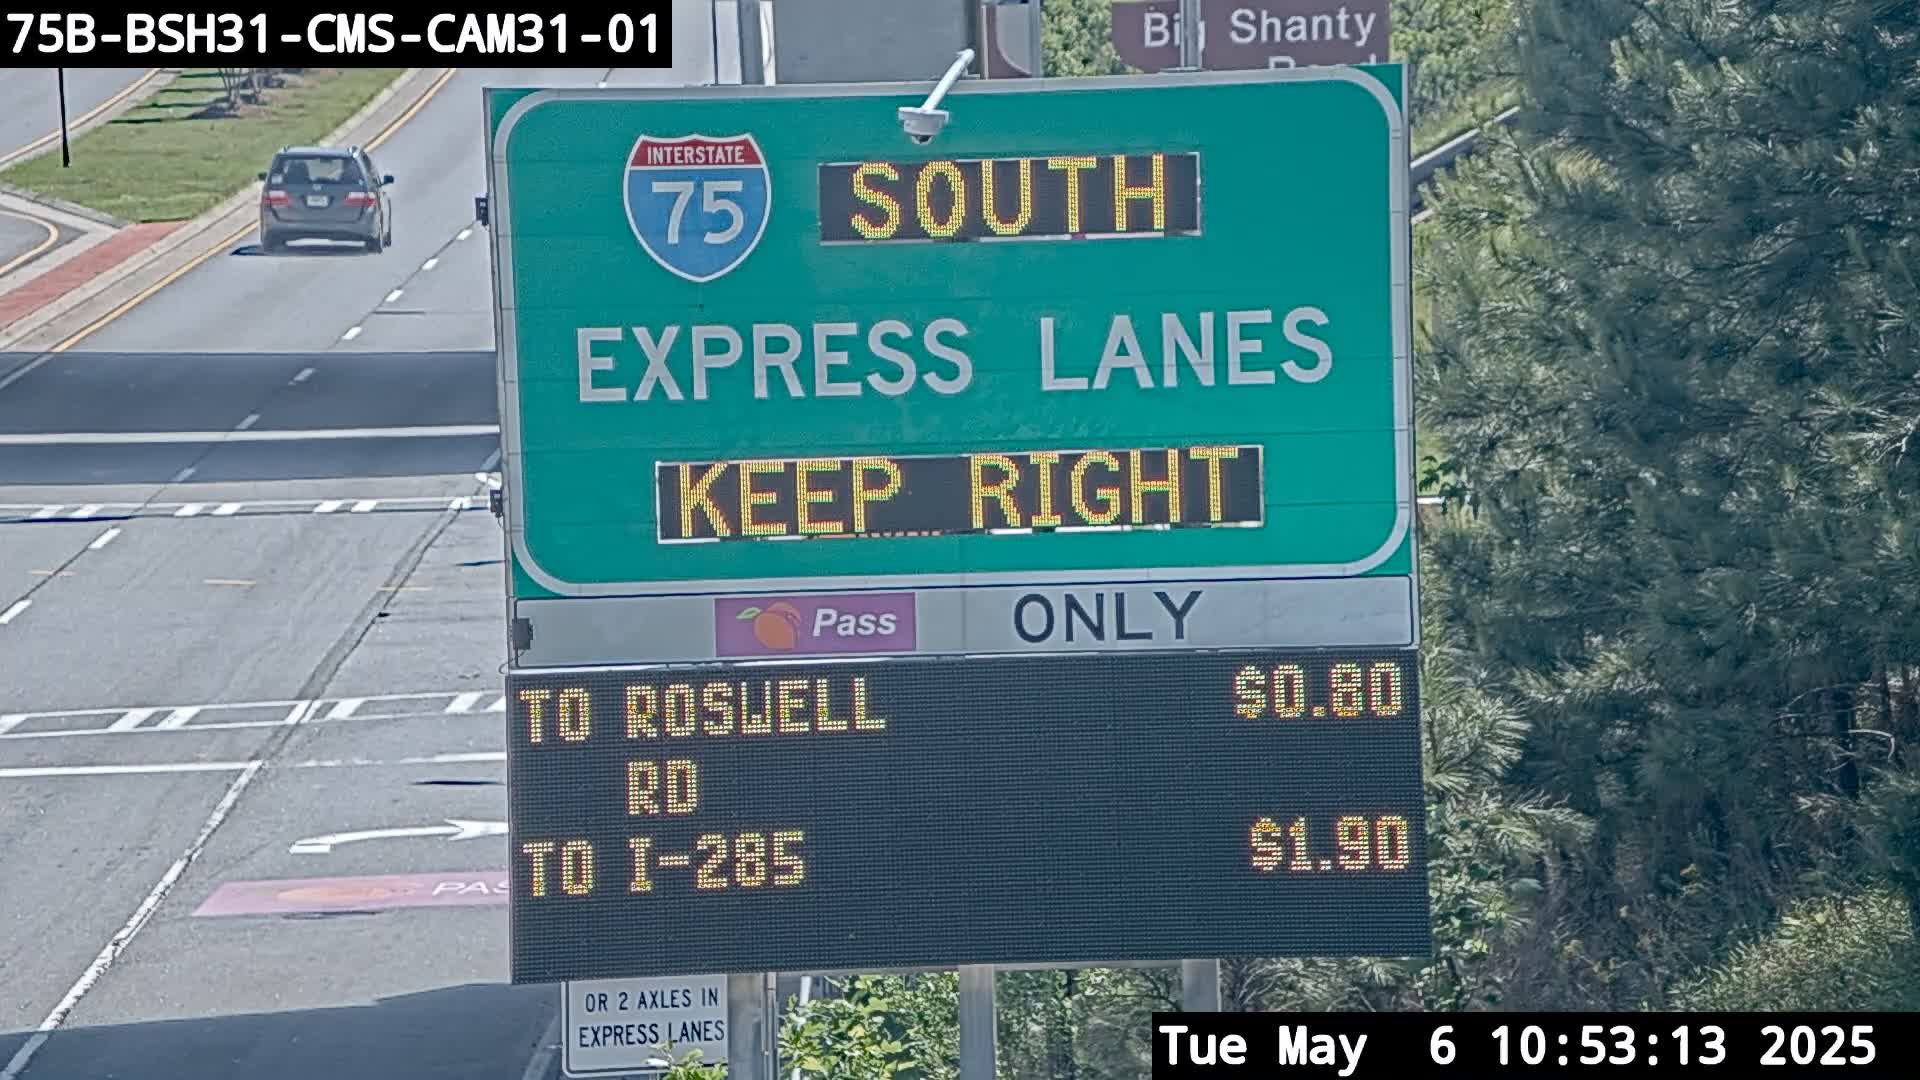 75B-BSH31-CMS-CAM31-01
Big Shanty
Road
INTERSTATE
75
SOUTH
EXPRESS LANES
KEEP RIGHT
Pass ONLY
TO ROSWELL $0.80
RD
TO I-285 $1.90
PAS
OR 2 AXLES IN
EXPRESS LANES
Tue May 6 10:53:13 2025